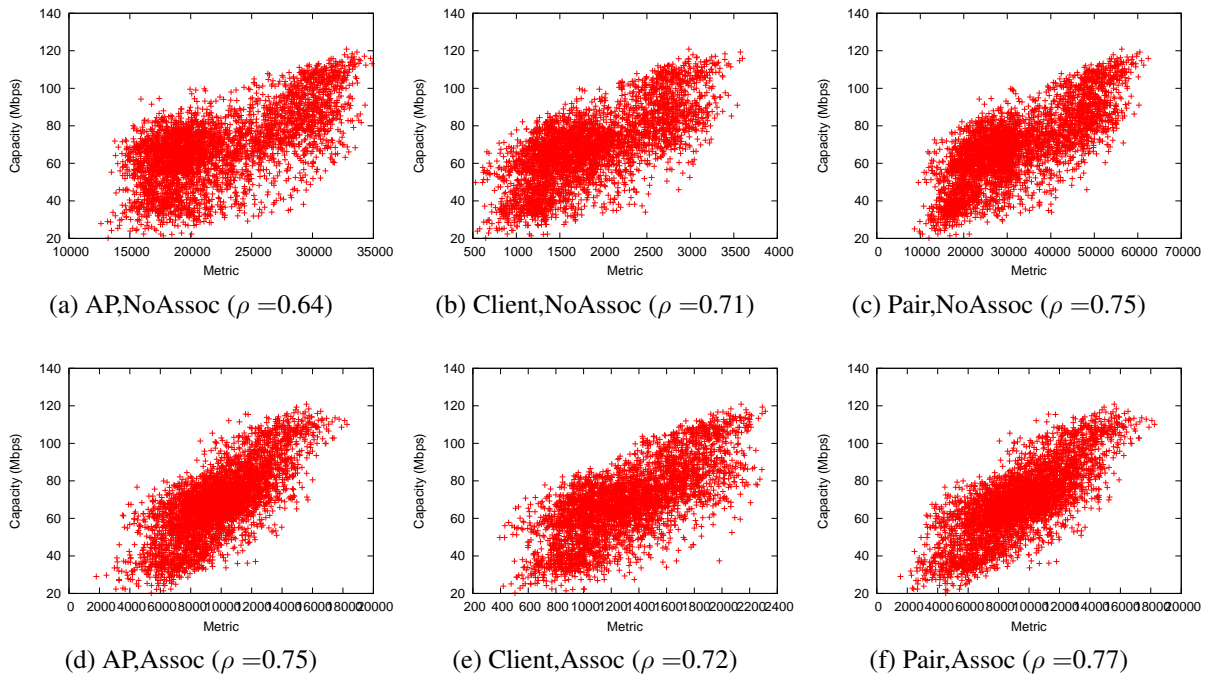 140
120
100
80
60
40
20
Capacity (Mbps)
10000 15000 20000 25000 30000 35000
Metric
(a) AP,NoAssoc (ρ =0.64)
140
120
100
80
60
40
20
Capacity (Mbps)
500 1000 1500 2000 2500 3000 3500 4000
Metric
(b) Client,NoAssoc (ρ =0.71)
140
120
100
80
60
40
20
Capacity (Mbps)
0 10000 20000 30000 40000 50000 60000 70000
Metric
(c) Pair,NoAssoc (ρ =0.75)
140
120
100
80
60
40
20
Capacity (Mbps)
0 2000 4000 6000 8000 10000 12000 14000 16000 18000 20000
Metric
(d) AP,Assoc (ρ =0.75)
140
120
100
80
60
40
20
Capacity (Mbps)
200 400 600 800 1000 1200 1400 1600 1800 2000 2200 2400
Metric
(e) Client,Assoc (ρ =0.72)
140
120
100
80
60
40
20
Capacity (Mbps)
0 2000 4000 6000 8000 10000 12000 14000 16000 18000 20000
Metric
(f) Pair,Assoc (ρ =0.77)